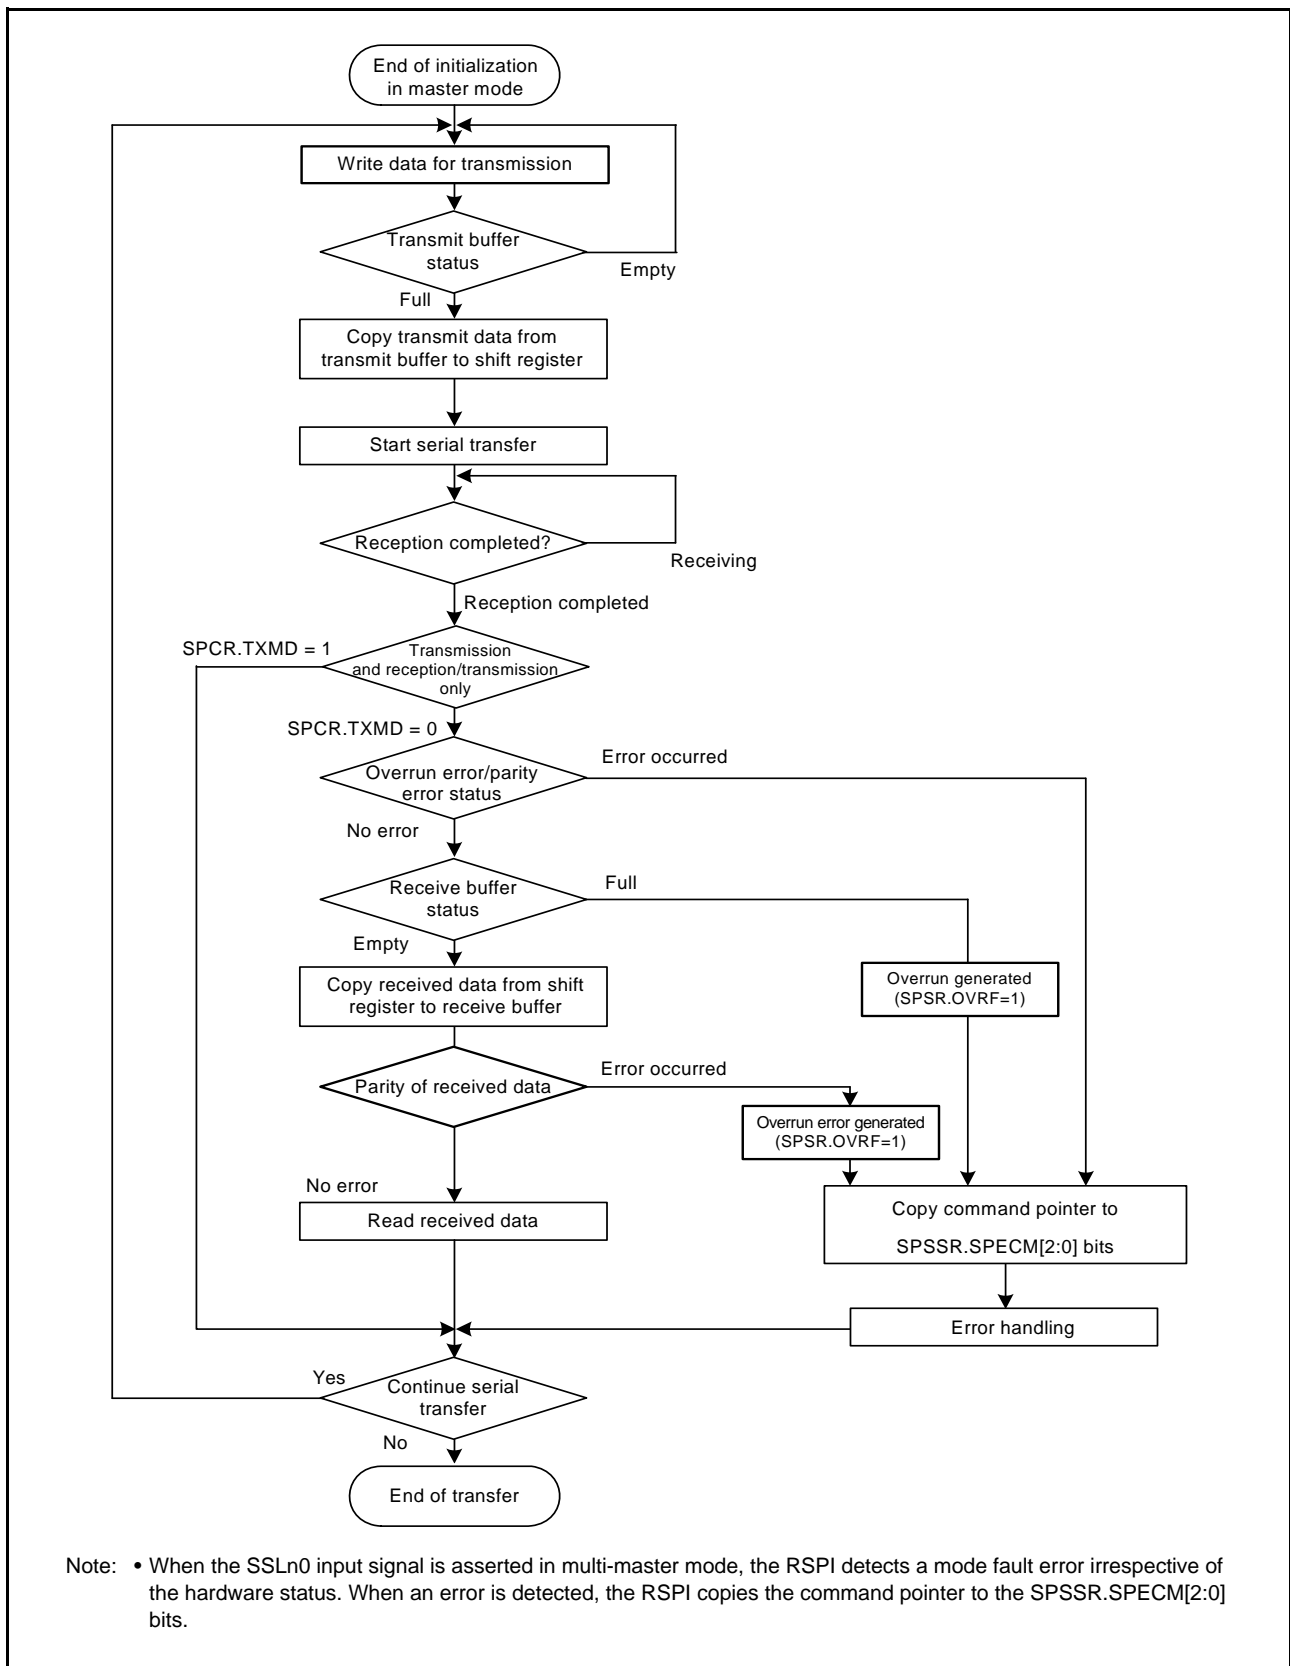 End of initialization
in master mode
Write data for transmission
Transmit buffer
status
Empty
Full
Copy transmit data from
transmit buffer to shift register
Start serial transfer
Reception completed?
Receiving
Reception completed
SPCR.TXMD = 1
Transmission
and reception/transmission
only
SPCR.TXMD = 0
Error occurred
Overrun error/parity
error status
No error
Receive buffer
status
Full
Empty
Copy received data from shift
register to receive buffer
Overrun generated
(SPSR.OVRF=1)
Parity of received data
Error occurred
Overrun error generated
(SPSR.OVRF=1)
No error
Read received data
Copy command pointer to
SPSSR.SPECM[2:0] bits
Error handling
Yes
Continue serial
transfer
No
End of transfer
Note: • When the SSLn0 input signal is asserted in multi-master mode, the RSPI detects a mode fault error irrespective of
the hardware status. When an error is detected, the RSPI copies the command pointer to the SPSSR.SPECM[2:0]
bits.